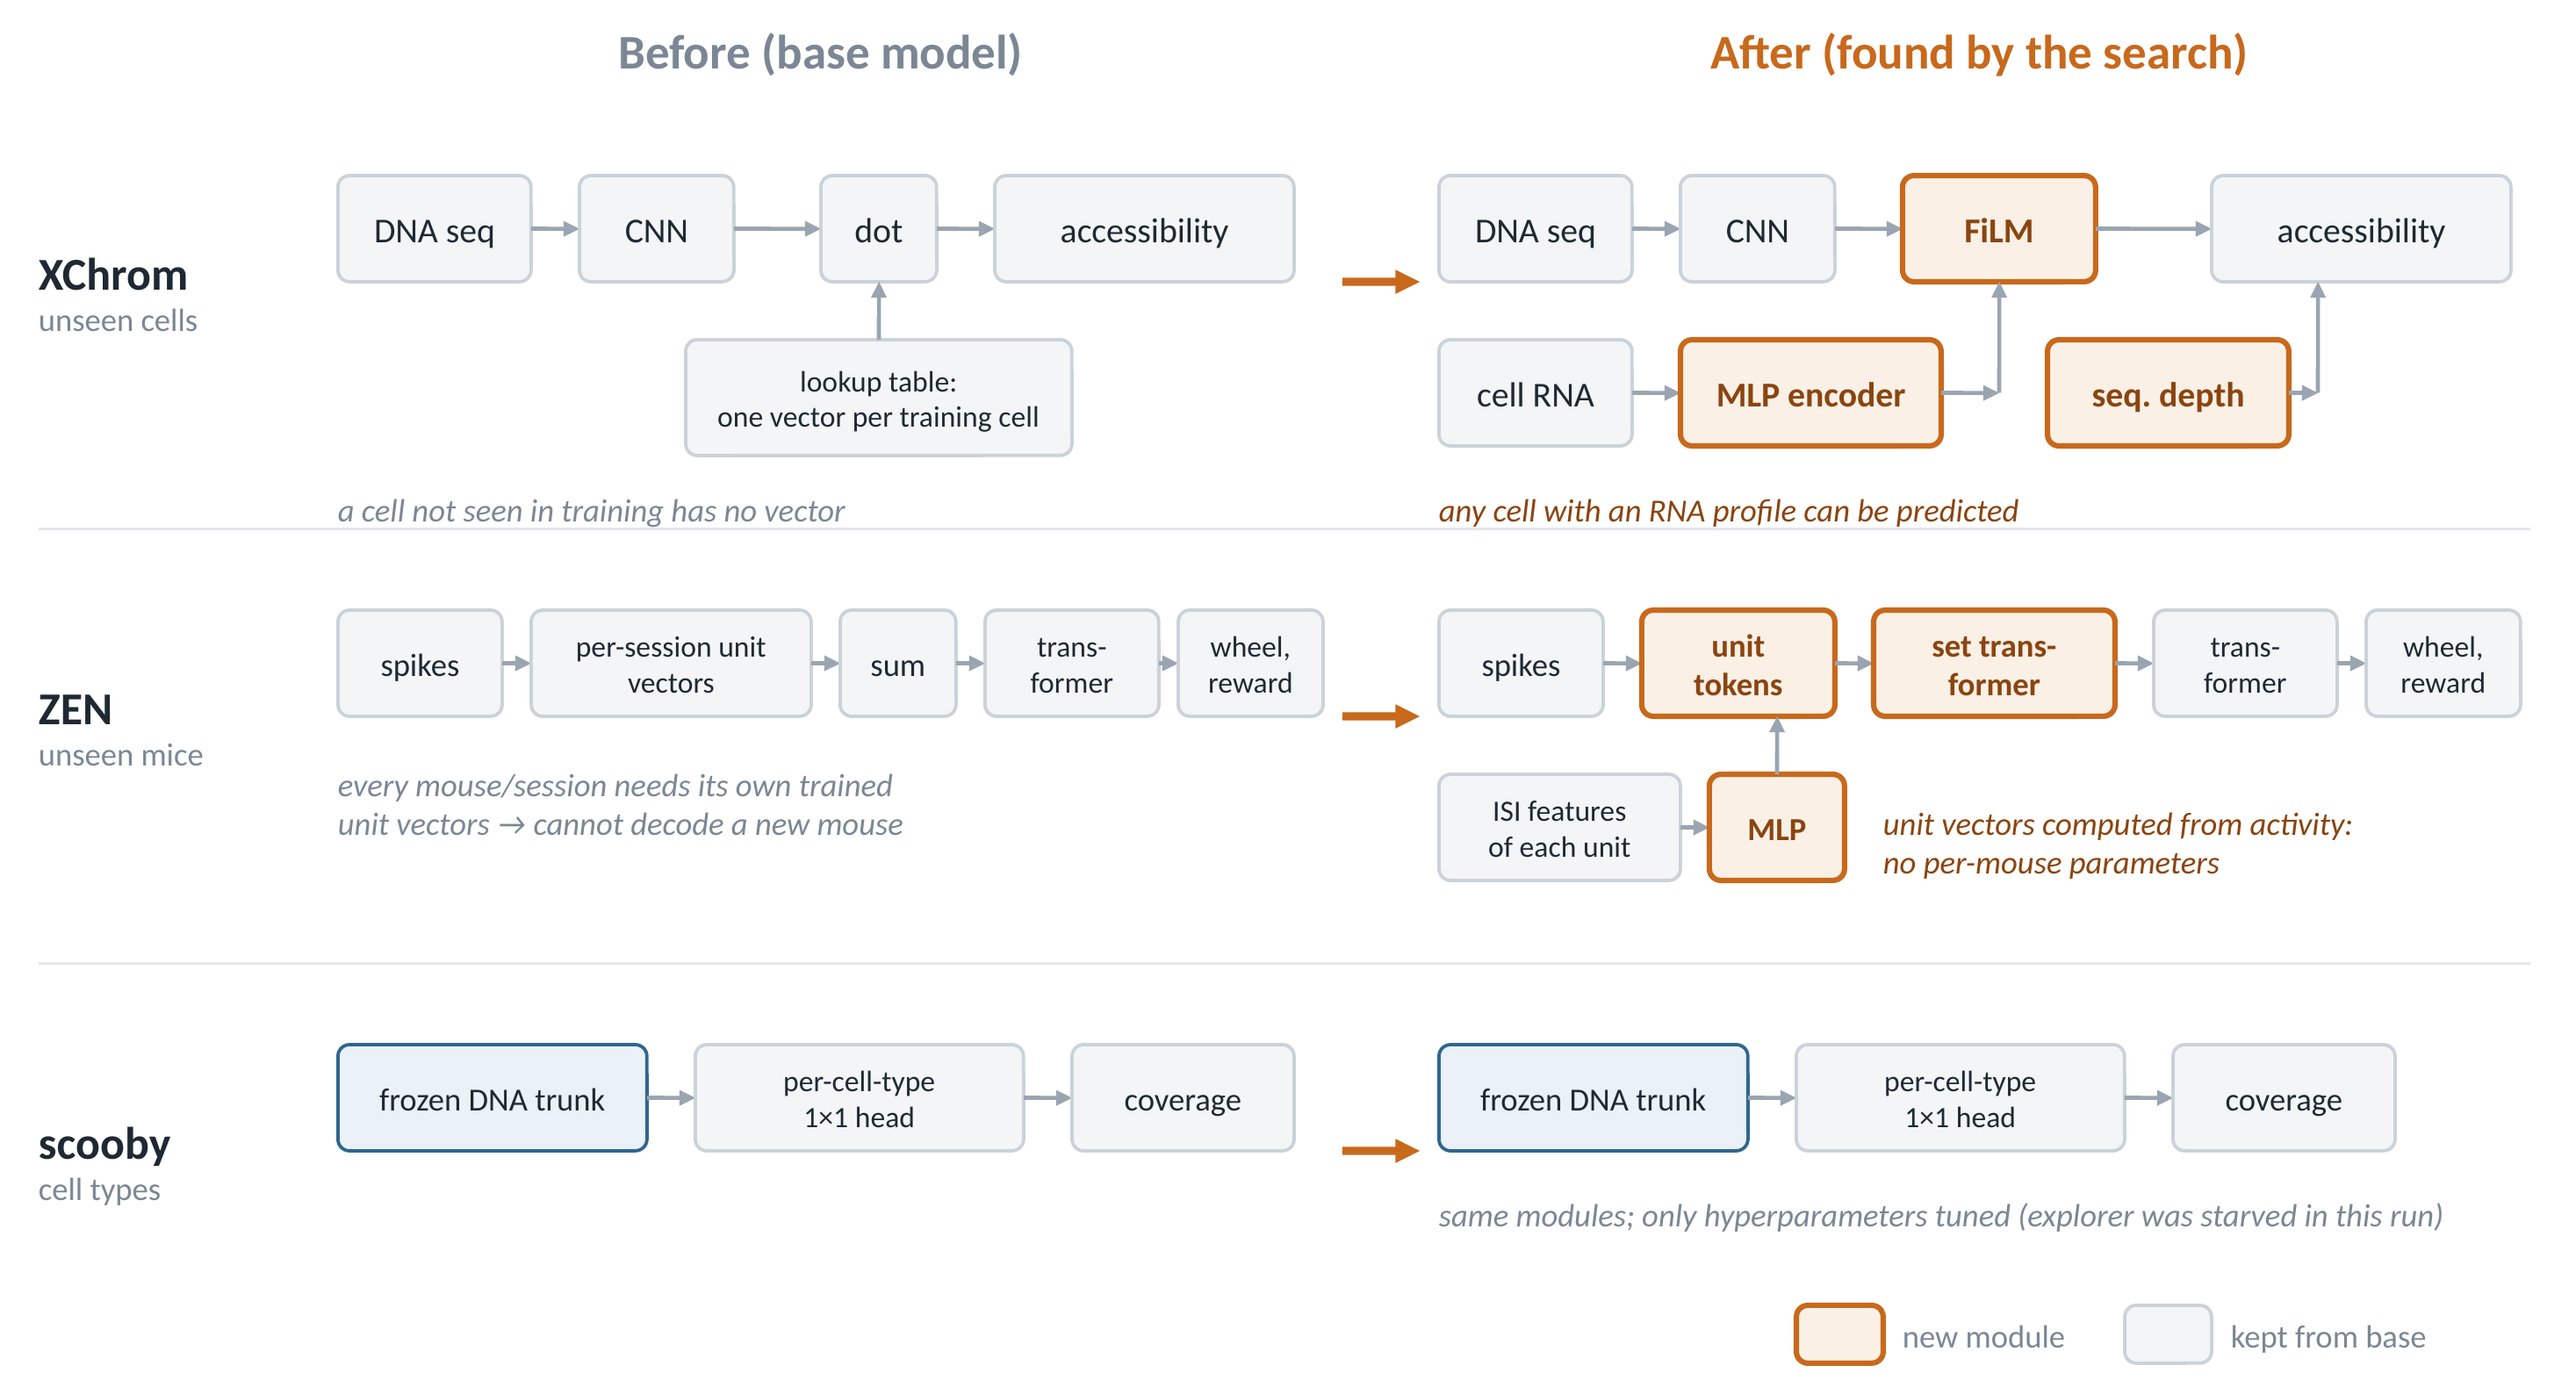 Before (base model)
After (found by the search)
XChrom
unseen cells
DNA seq
CNN
dot
accessibility
lookup table:
one vector per training cell
a cell not seen in training has no vector
DNA seq
CNN
FiLM
accessibility
cell RNA
MLP encoder
seq. depth
any cell with an RNA profile can be predicted
ZEN
unseen mice
spikes
per-session unit
vectors
sum
trans-
former
wheel,
reward
every mouse/session needs its own trained
unit vectors → cannot decode a new mouse
spikes
unit
tokens
set trans-
former
trans-
former
wheel,
reward
ISI features
of each unit
MLP
unit vectors computed from activity:
no per-mouse parameters
scooby
cell types
frozen DNA trunk
per-cell-type
1×1 head
coverage
frozen DNA trunk
per-cell-type
1×1 head
coverage
same modules; only hyperparameters tuned (explorer was starved in this run)
new module
kept from base